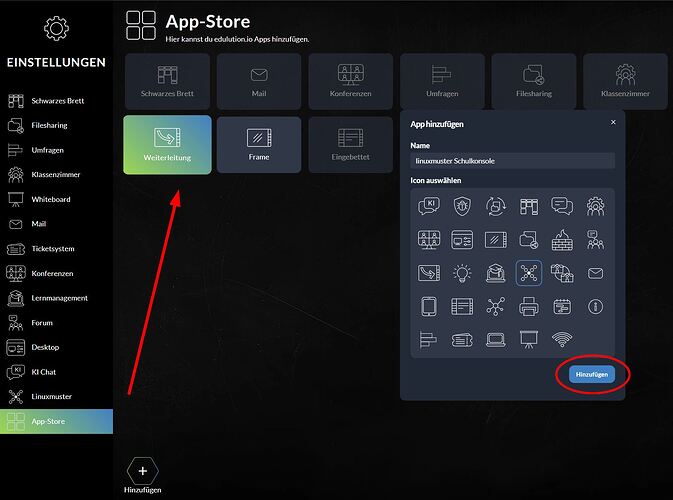 EINSTELLUNGEN
Schwarzes Brett
Filesharing
Umfragen
Klassenzimmer
Whiteboard
Mail
Ticketsystem
Konferenzen
Lernmanagement
Forum
Desktop
KI
KI Chat
Linuxmuster
App-Store
App-Store
Hier kannst du edulution.io Apps hinzufügen.
Schwarzes Brett
Mail
Konferenzen
Umfragen
Filesharing
Klassenzimmer
Weiterleitung
Frame
Eingebettet
App hinzufügen
×
Name
linuxmuster Schulkonsole
Icon auswählen
KI
Hinzufügen
+
Hinzufügen